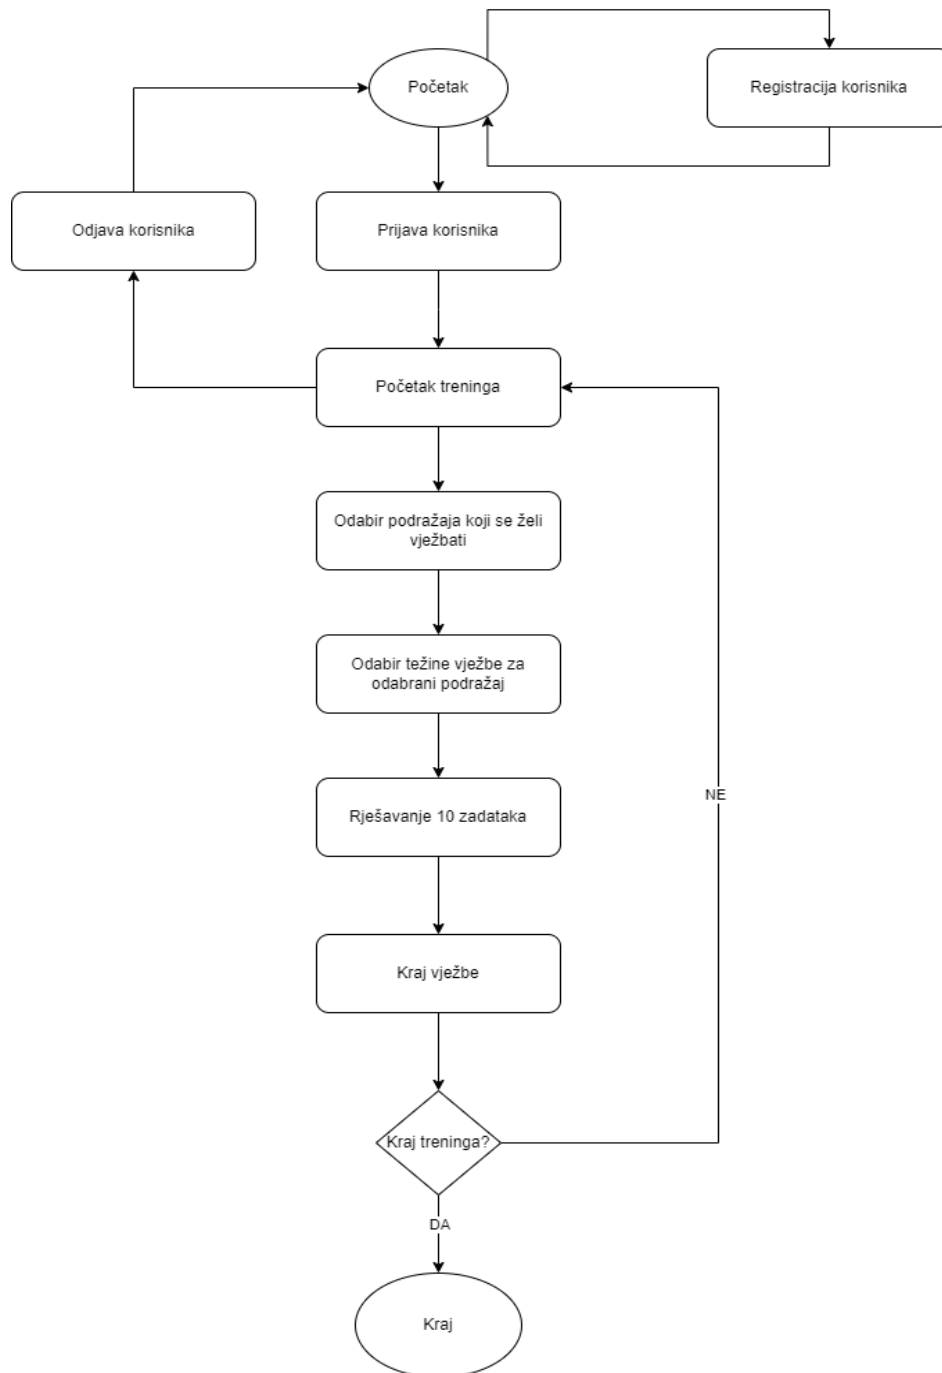 Početak
Registracija korisnika
Odjava korisnika
Prijava korisnika
Početak treninga
Odabir podražaja koji se želi
vježbati
Odabir težine vježbe za
odabrani podražaj
Rješavanje 10 zadataka
NE
Kraj vježbe
Kraj treninga?
DA
Kraj